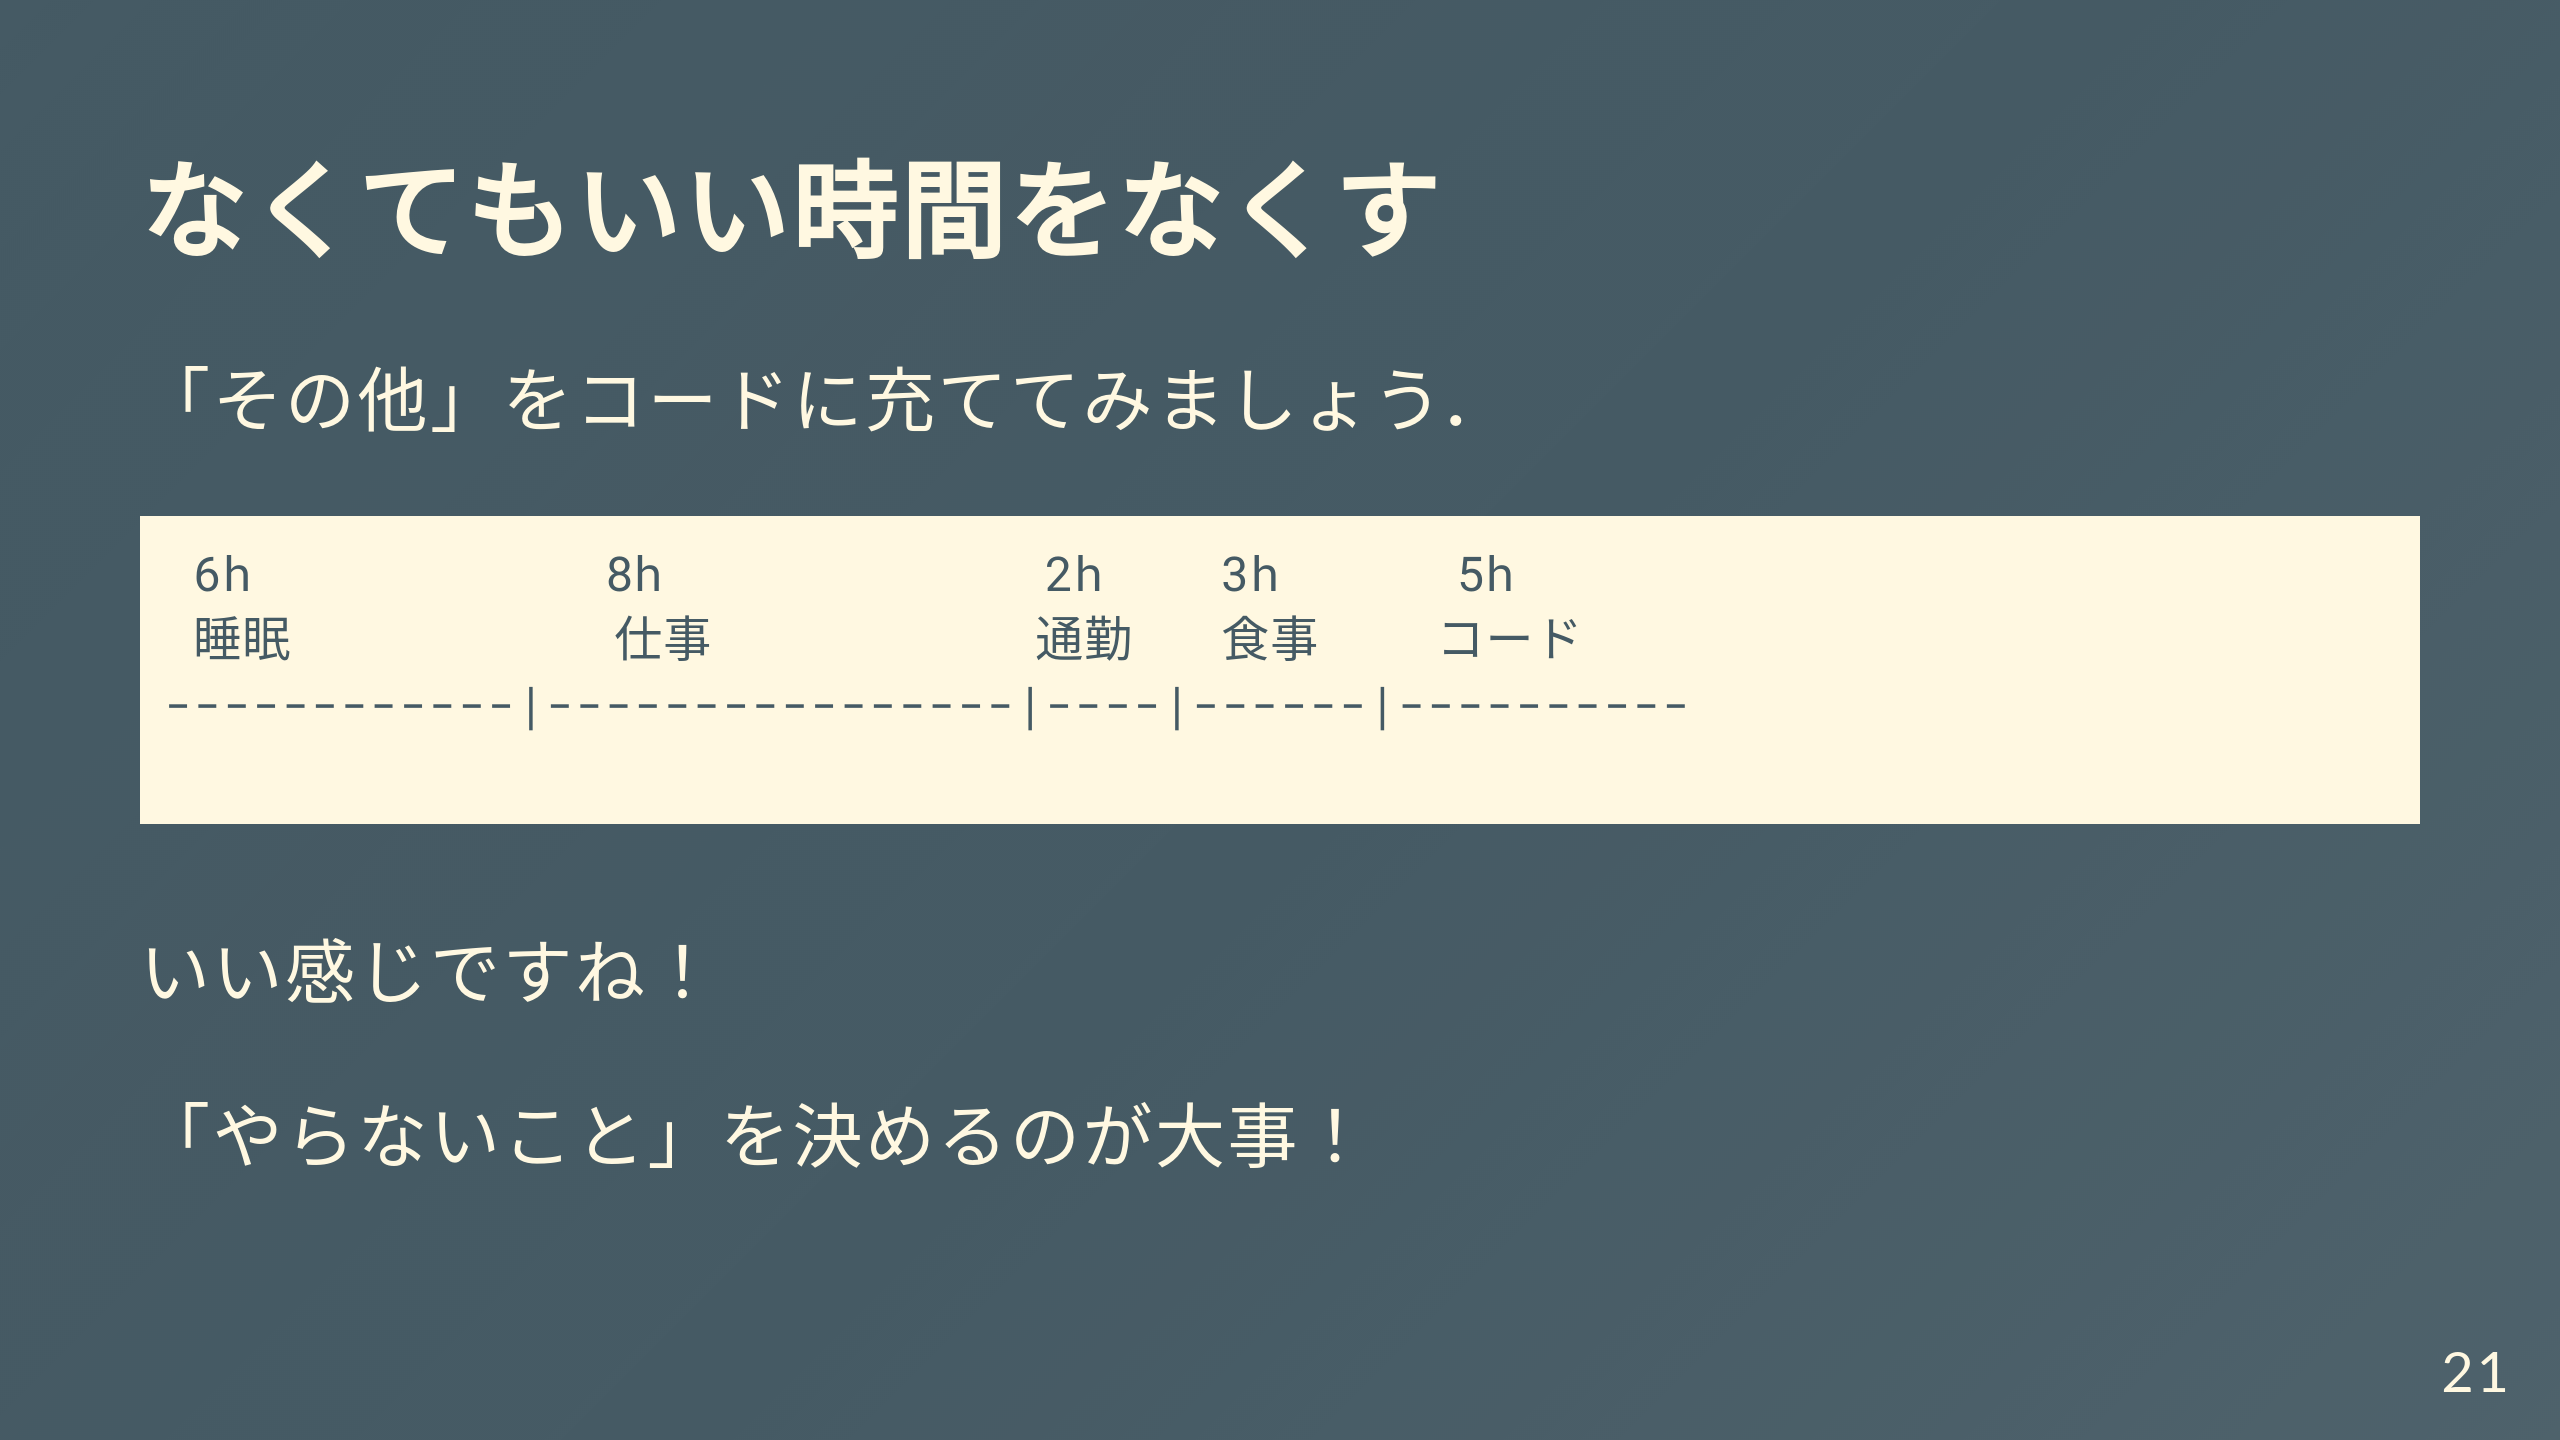 なくてもいい時間をなくす
「その他」をコードに充ててみましょう.
6h 8h 2h 3h 5h
睡眠 仕事 通勤 食事 コード
------------|----------------|----|------|----------
いい感じですね！
「やらないこと」を決めるのが大事！
21